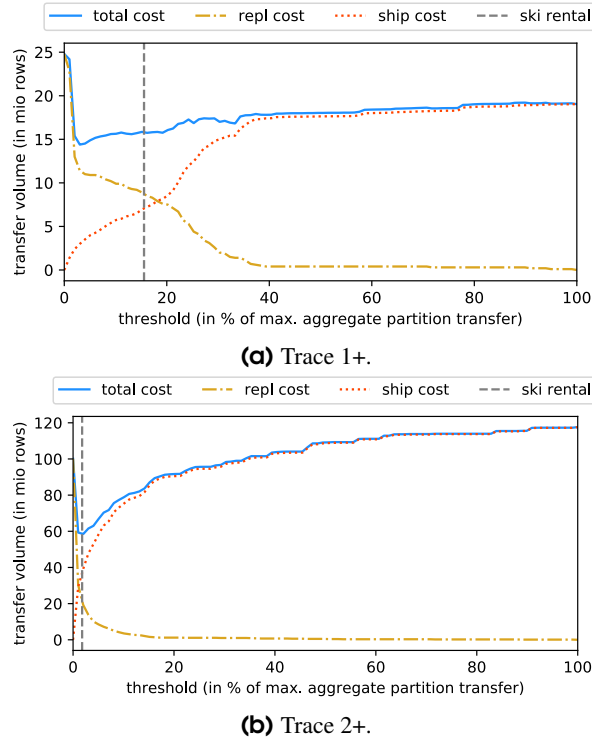 total cost repl cost ship cost ski rental
25
20
15
10
5
0
transfer volume (in mio rows)
0 20 40 60 80 100
threshold (in % of max. aggregate partition transfer)
(a) Trace 1+.
total cost repl cost ship cost ski rental
120
100
80
60
40
20
0
transfer volume (in mio rows)
0 20 40 60 80 100
threshold (in % of max. aggregate partition transfer)
(b) Trace 2+.